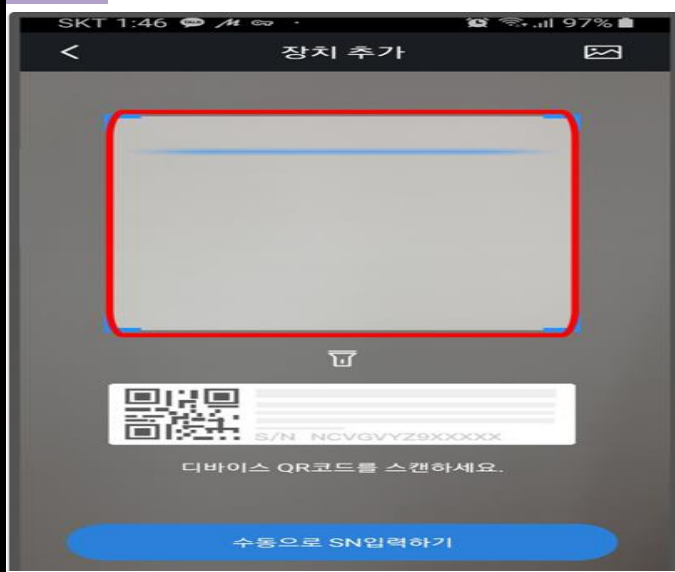 SKT 1:46
97%
장치 추가
S/N NCVGVYZ9XXXXX
디바이스 QR코드를 스캔하세요.
수동으로 SN입력하기